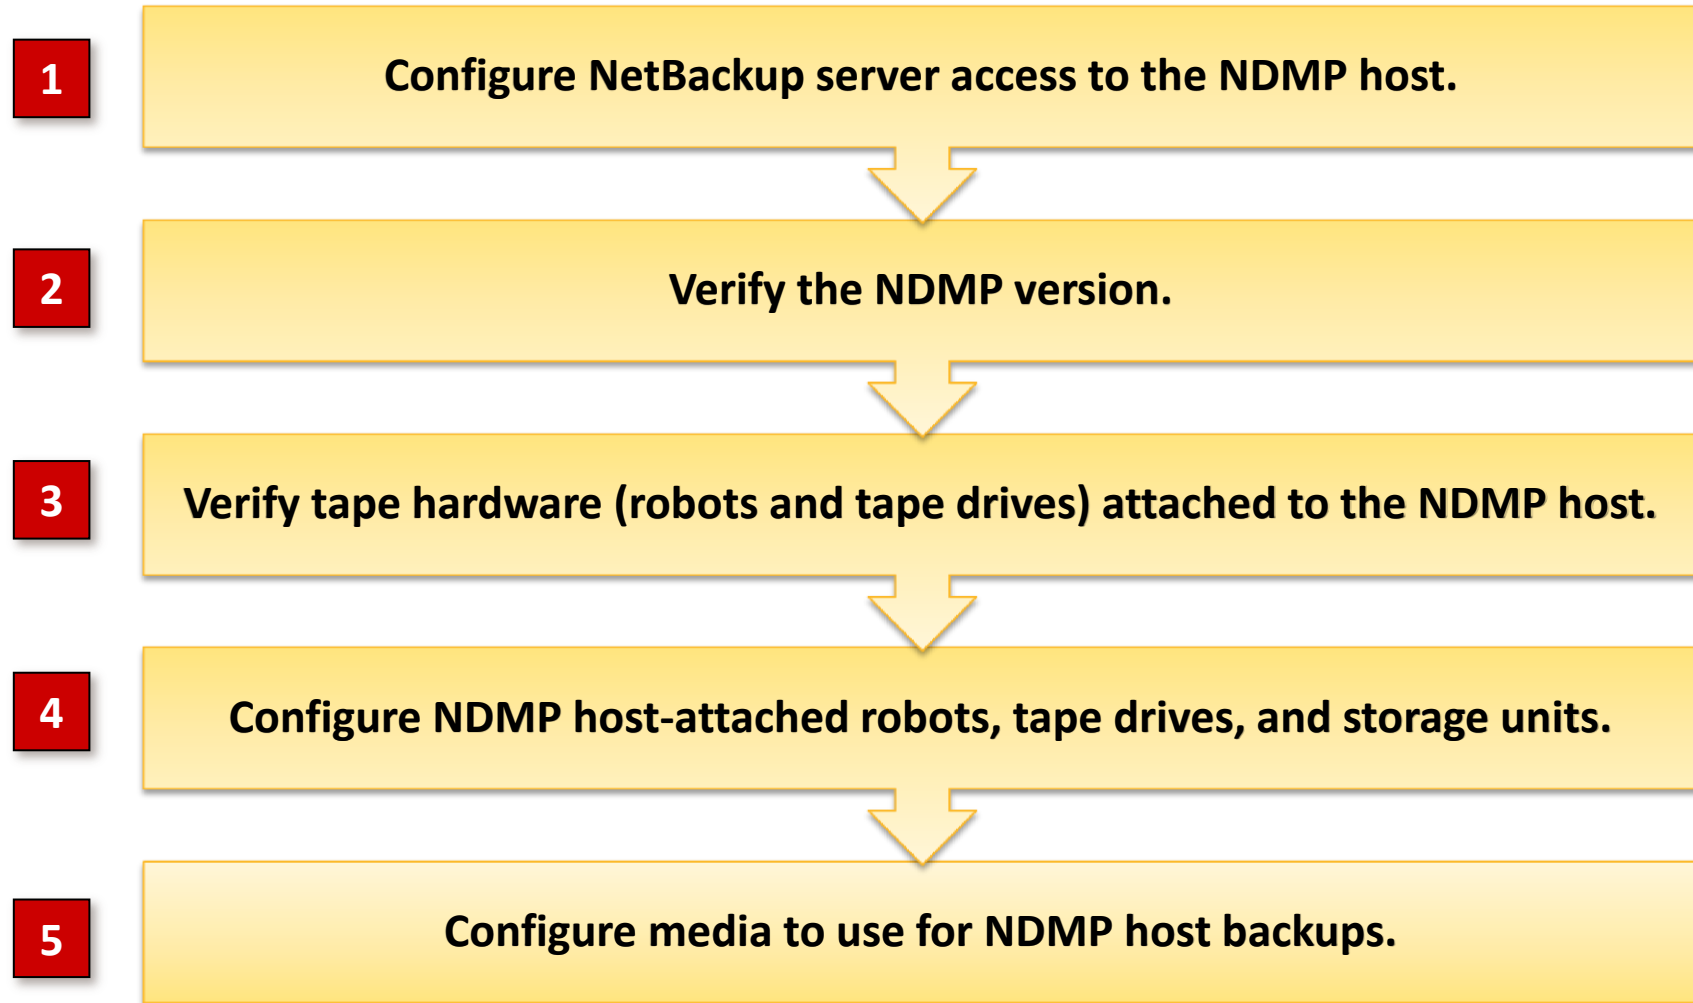 1
Configure NetBackup server access to the NDMP host.
2
Verify the NDMP version.
3
Verify tape hardware (robots and tape drives) attached to the NDMP host.
4
Configure NDMP host-attached robots, tape drives, and storage units.
5
Configure media to use for NDMP host backups.